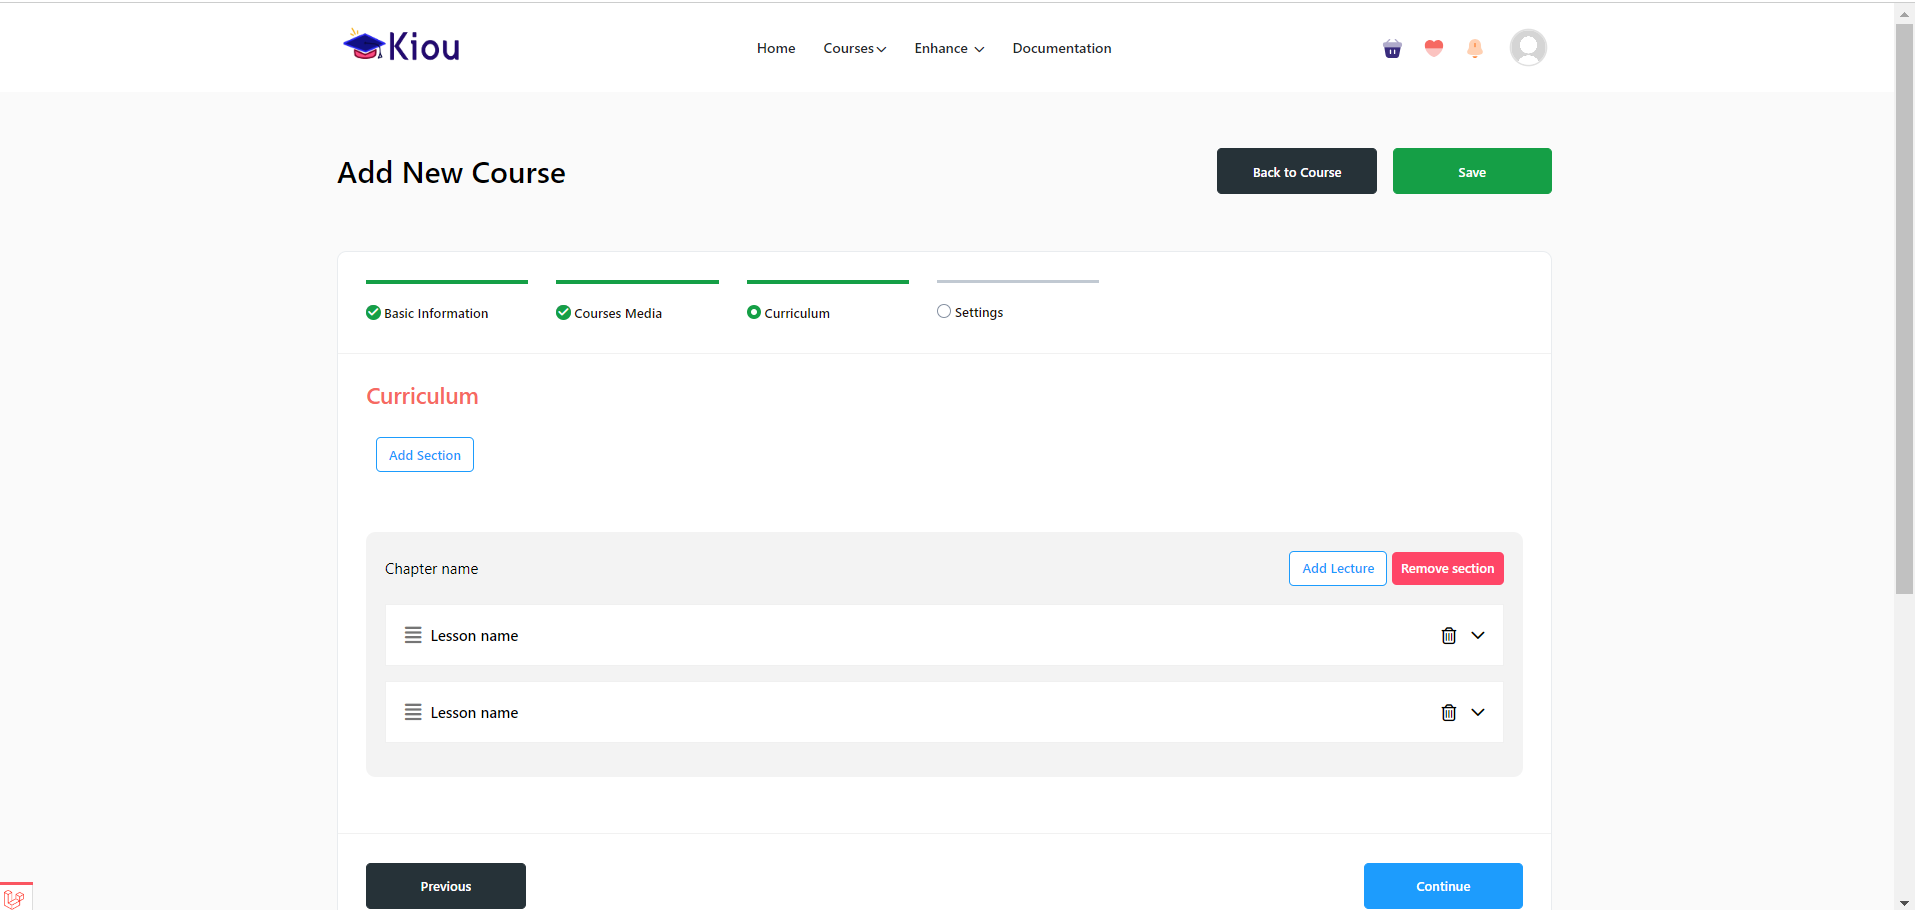 Kiou
Home Courses Enhance Documentation
Add New Course
Back to Course Save
Basic Information Courses Media Curriculum Settings
Curriculum
Add Section
Chapter name Add Lecture Remove section
Lesson name
Lesson name
Previous Continue